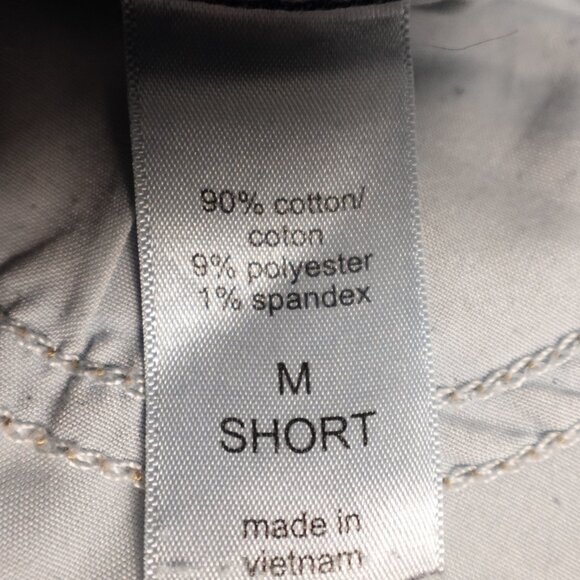 90% cotton/
coton
9% polyester
1% spandex
M
SHORT
made in
vietnam